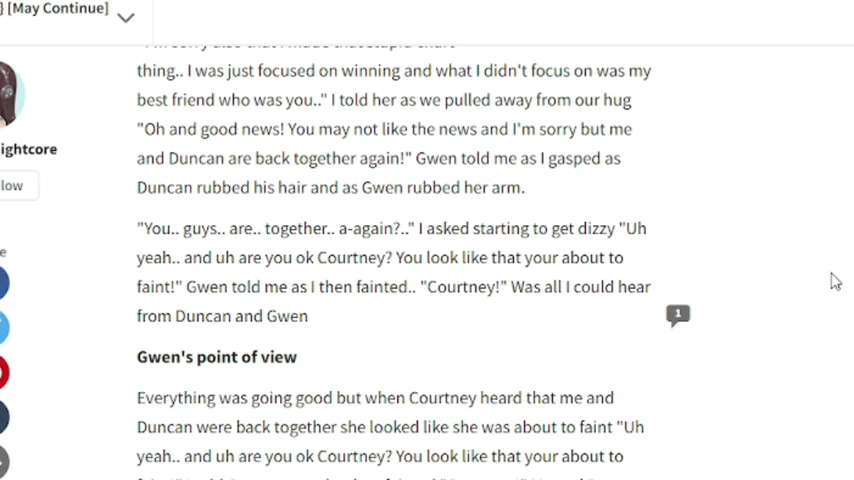 } [May Continue]
thing.. I was just focused on winning and what I didn't focus on was my
best friend who was you.." I told her as we pulled away from our hug
ightcore
"Oh and good news! You may not like the news and I'm sorry but me
and Duncan are back together again!" Gwen told me as I gasped as
low
Duncan rubbed his hair and as Gwen rubbed her arm.
"You.. guys.. are.. together.. a-again?.." I asked starting to get dizzy "Uh
e
yeah.. and uh are you ok Courtney? You look like that your about to
faint!" Gwen told me as I then fainted.. "Courtney!" Was all I could hear
from Duncan and Gwen
1
Gwen's point of view
Everything was going good but when Courtney heard that me and
Duncan were back together she looked like she was about to faint "Uh
yeah.. and uh are you ok Courtney? You look like that your about to